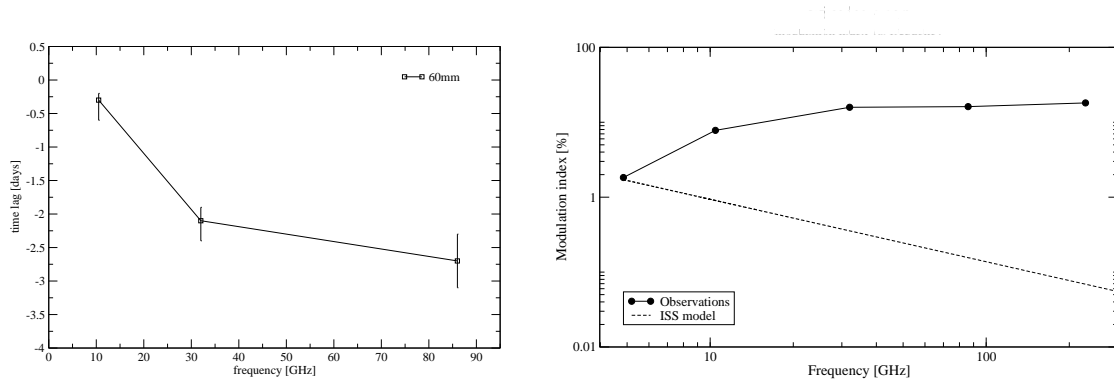 0.5
0
-0.5
-1
-1.5
-2
-2.5
-3
-3.5
-4
time lag [days]
0 10 20 30 40 50 60 70 80 90
frequency [GHz]
60mm
100
1
0.01
Modulation index [%]
10 100
Frequency [GHz]
Observations
ISS model